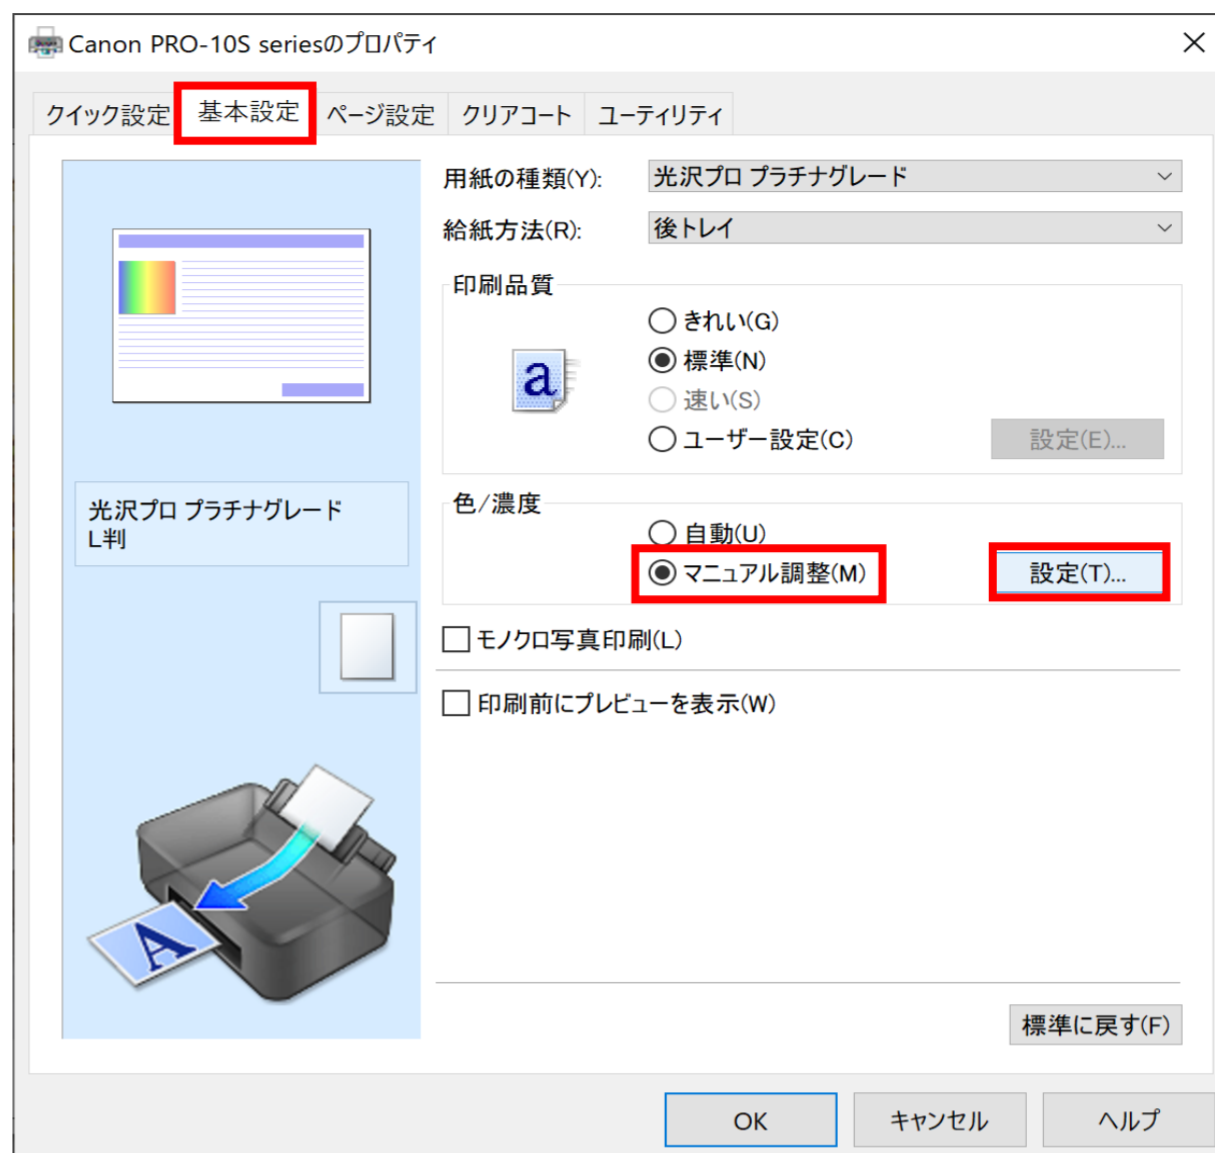 Canon PRO-10S seriesのプロパティ
クイック設定 基本設定 ページ設定 クリアコート ユーティリティ
用紙の種類(Y): 光沢プロ プラチナグレード
給紙方法(R): 後トレイ
印刷品質
きれい(G)
a 標準(N)
速い(S)
ユーザー設定(C) 設定(E)...
光沢プロ プラチナグレード
L判
色/濃度
自動(U)
マニュアル調整(M) 設定(T)...
モノクロ写真印刷(L)
印刷前にプレビューを表示(W)
A
標準に戻す(F)
OK キャンセル ヘルプ